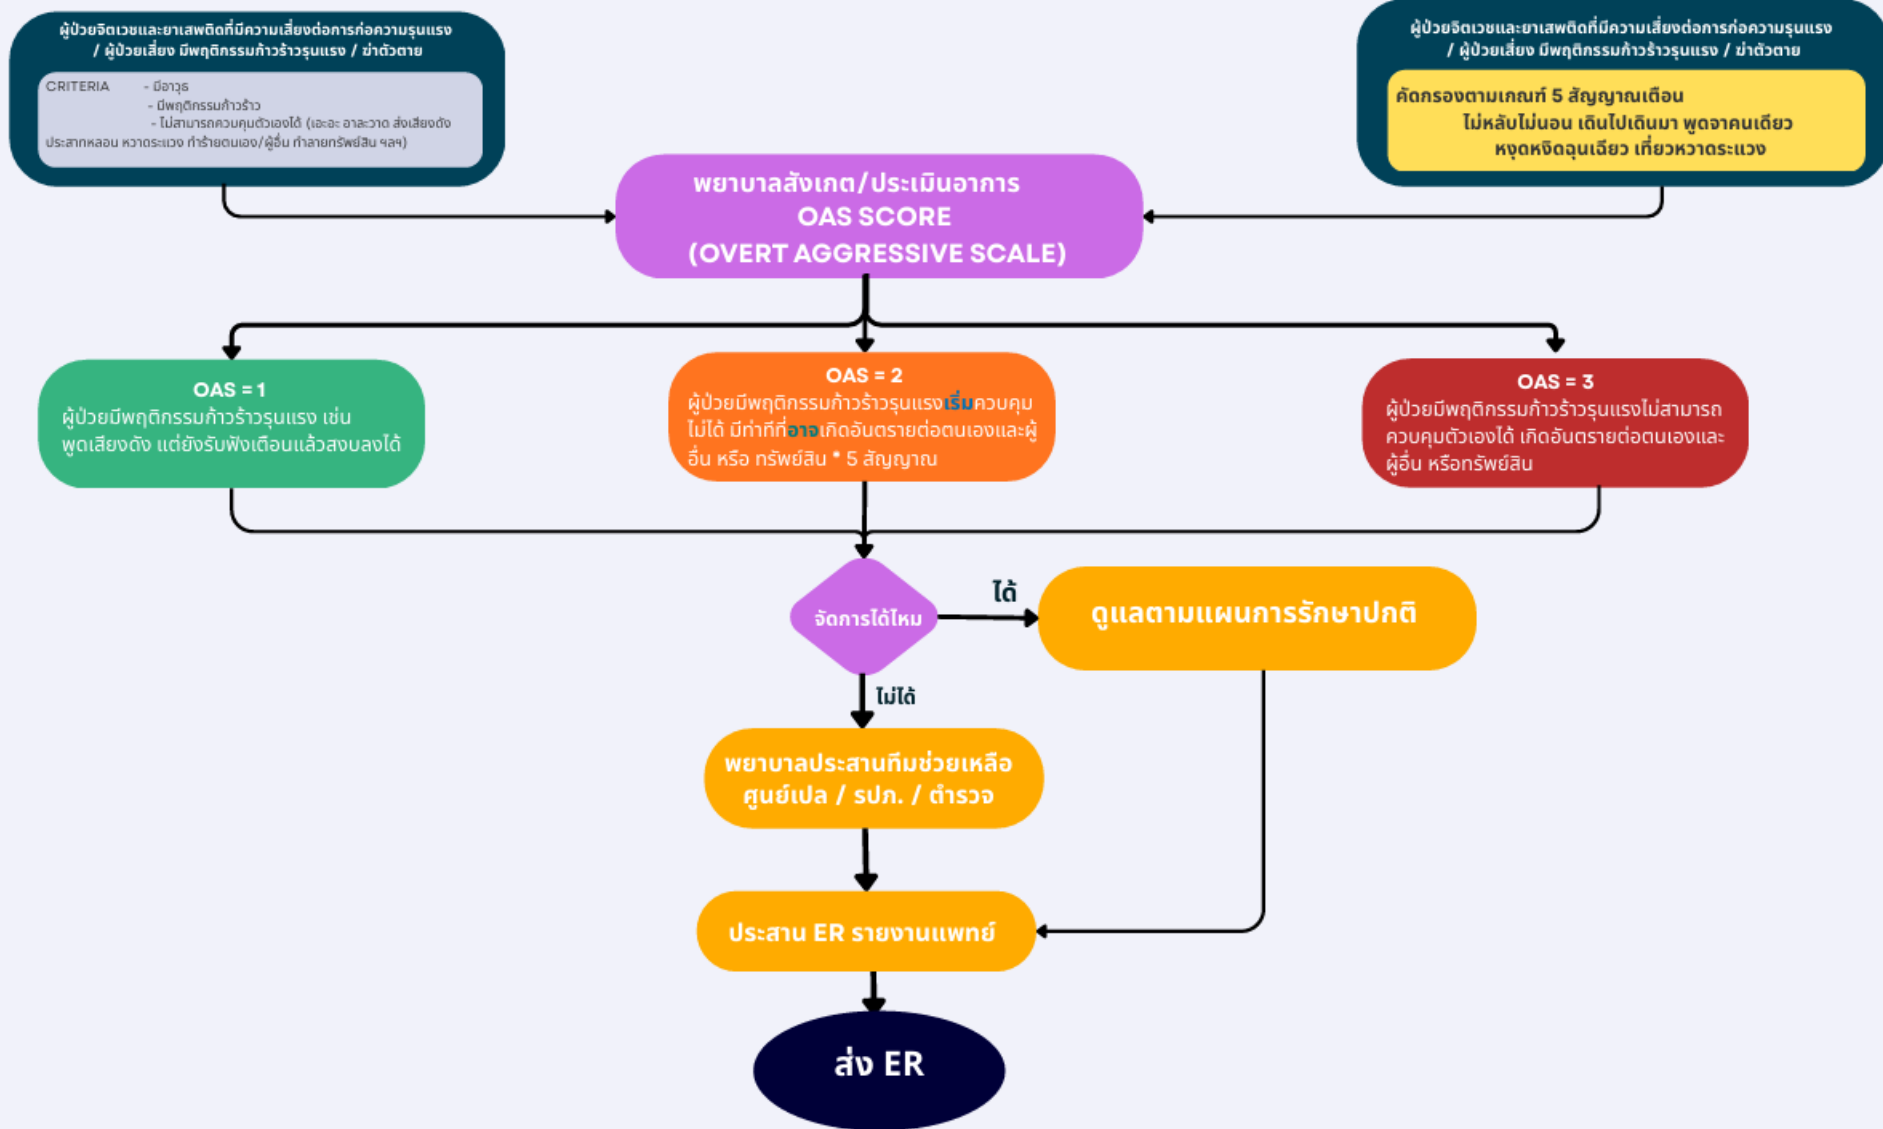 ผู้ป่วยจิตเวชและยาเสพติดที่มีความเสี่ยงต่อการก่อความรุนแรง
/ ผู้ป่วยเสี่ยง มีพฤติกรรมก้าวร้าวรุนแรง / ฆ่าตัวตาย
CRITERIA - มีอาวุธ
- มีพฤติกรรมก้าวร้าว
- ไม่สามารถควบคุมตัวเองได้ (เอะอะ อาละวาด ส่งเสียงดัง
ประสาทหลอน หวาดระแวง ทำร้ายตนเอง/ผู้อื่น ทำลายทรัพย์สิน ฯลฯ)
ผู้ป่วยจิตเวชและยาเสพติดที่มีความเสี่ยงต่อการก่อความรุนแรง
/ ผู้ป่วยเสี่ยง มีพฤติกรรมก้าวร้าวรุนแรง / ฆ่าตัวตาย
คัดกรองตามเกณฑ์ 5 สัญญาณเตือน
ไม่หลับไม่นอน เดินไปเดินมา พูดจาคนเดียว
หงุดหงิดฉุนเฉียว เที่ยวหวาดระแวง
พยาบาลสังเกต/ประเมินอาการ
OAS SCORE
(OVERT AGGRESSIVE SCALE)
OAS = 1
ผู้ป่วยมีพฤติกรรมก้าวร้าวรุนแรง เช่น
พูดเสียงดัง แต่ยังรับฟังเตือนแล้วสงบลงได้
OAS = 2
ผู้ป่วยมีพฤติกรรมก้าวร้าวรุนแรงเริ่มควบคุม
ไม่ได้ มีท่าทีที่อาจเกิดอันตรายต่อตนเองและผู้
อื่น หรือ ทรัพย์สิน * 5 สัญญาณ
OAS = 3
ผู้ป่วยมีพฤติกรรมก้าวร้าวรุนแรงไม่สามารถ
ควบคุมตัวเองได้ เกิดอันตรายต่อตนเองและ
ผู้อื่น หรือทรัพย์สิน
จัดการได้ไหม
ได้
ดูแลตามแผนการรักษาปกติ
ไม่ได้
พยาบาลประสานทีมช่วยเหลือ
ศูนย์เปล / รปภ. / ตำรวจ
ประสาน ER รายงานแพทย์
ส่ง ER